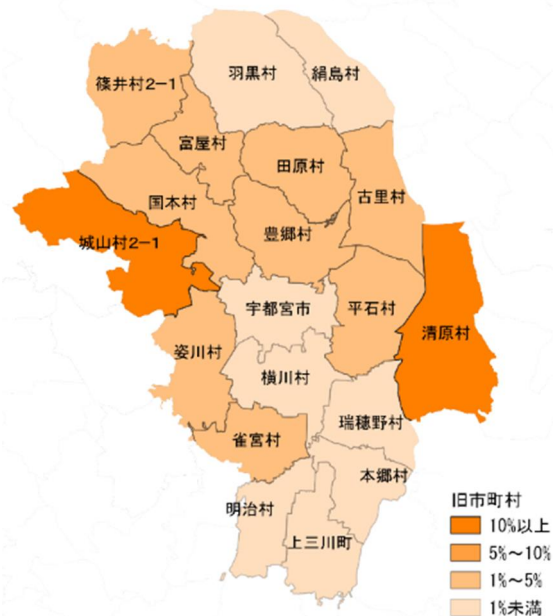 羽黒村
絹島村
篠井村2−1
富屋村
田原村
国本村
古里村
豊郷村
城山村2−1
宇都宮市
平石村
清原村
姿川村
横川村
瑞穂野村
雀宮村
本郷村
明治村
上三川町
旧市町村
10%以上
5%〜10%
1%〜5%
1%未満